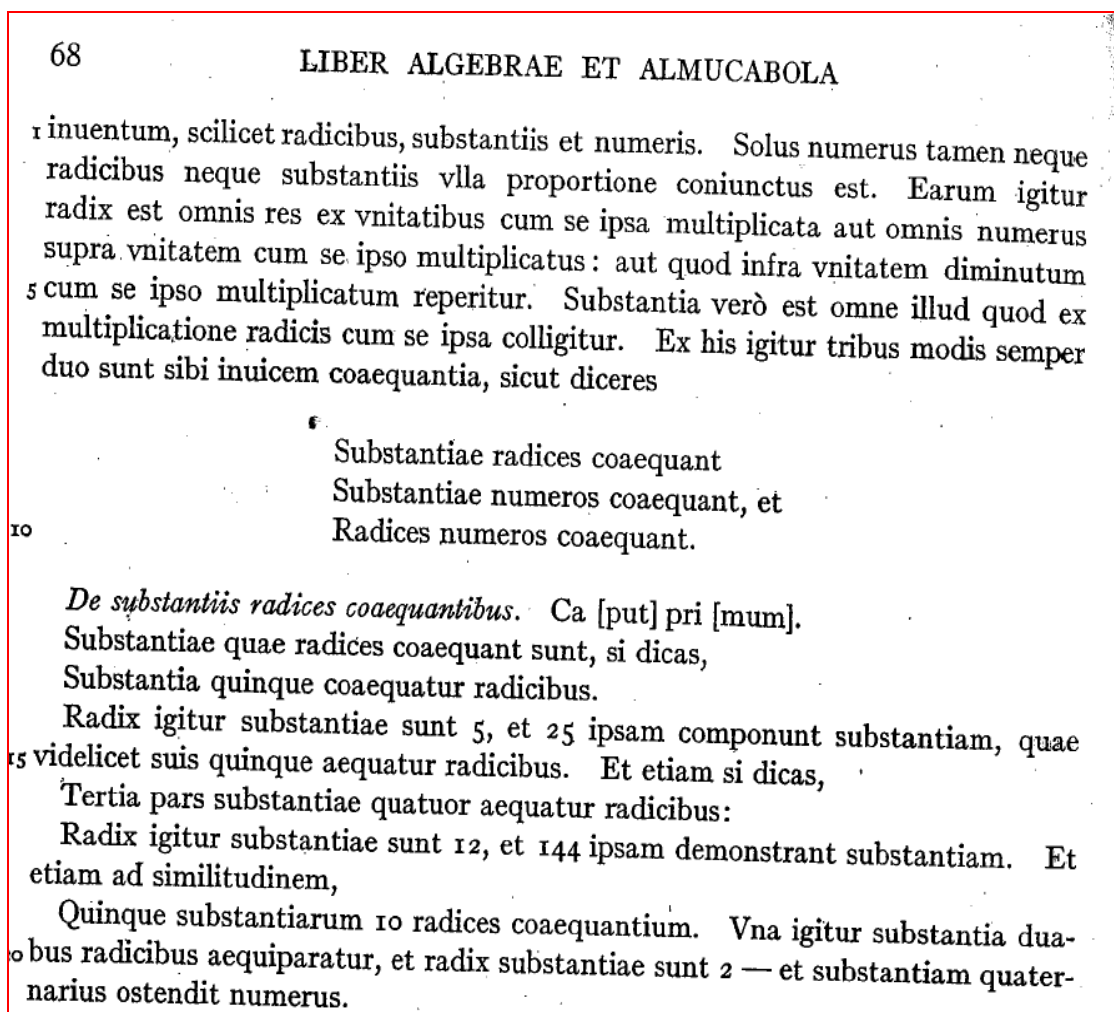 68
LIBER ALGEBRAE ET ALMUCABOLA
1 inuentum, scilicet radicibus, substantiis et numeris. Solus numerus tamen neque
radicibus neque substantiis vlla proportione coniunctus est. Earum igitur
radix est omnis res ex vnitatibus cum se ipsa multiplicata aut omnis numerus
supra vnitatem cum se ipso multiplicatus: aut quod infra vnitatem diminutum
5 cum se ipso multiplicatum reperitur. Substantia verò est omne illud quod ex
multiplicatione radicis cum se ipsa colligitur. Ex his igitur tribus modis semper
duo sunt sibi inuicem coaequantia, sicut diceres
Substantiae radices coaequant
Substantiae numeros coaequant, et
10 Radices numeros coaequant.
De substantiis radices coaequantibus. Ca [put] pri [mum].
Substantiae quae radices coaequant sunt, si dicas,
Substantia quinque coaequatur radicibus.
Radix igitur substantiae sunt 5, et 25 ipsam componunt substantiam, quae
15 videlicet suis quinque aequatur radicibus. Et etiam si dicas,
Tertia pars substantiae quatuor aequatur radicibus:
Radix igitur substantiae sunt 12, et 144 ipsam demonstrant substantiam. Et
etiam ad similitudinem,
Quinque substantiarum 10 radices coaequantium. Vna igitur substantia dua-
0 bus radicibus aequiparatur, et radix substantiae sunt 2 — et substantiam quater-
narius ostendit numerus.